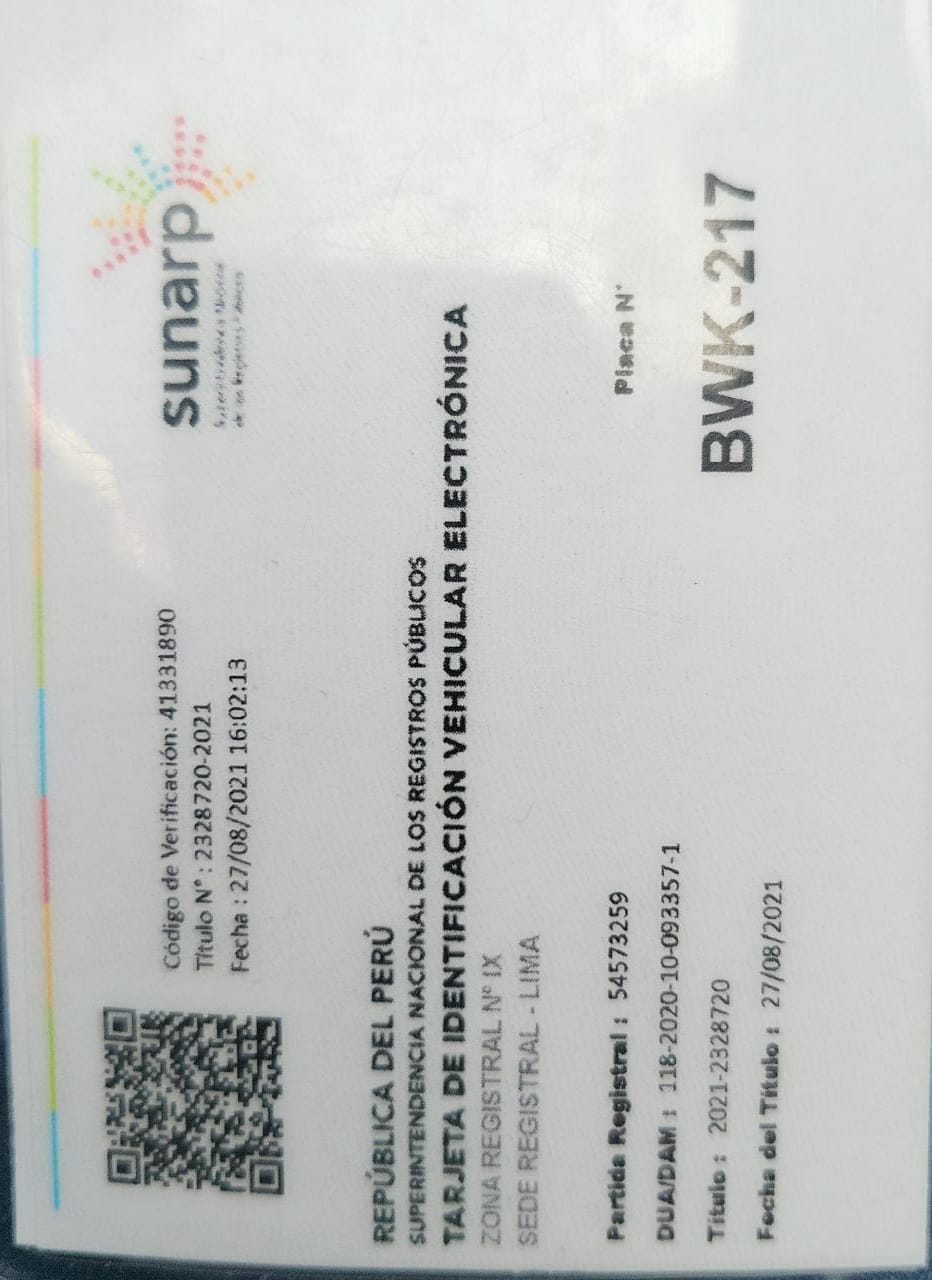 Código de Verificación: 41331890
Título N° : 2328720-2021
Fecha : 27/08/2021 16:02:13
sunarp
Superintendencia Nacional
de los Registros Públicos
REPÚBLICA DEL PERÚ
SUPERINTENDENCIA NACIONAL DE LOS REGISTROS PÚBLICOS
TARJETA DE IDENTIFICACIÓN VEHICULAR ELECTRÓNICA
ZONA REGISTRAL Nº IX
SEDE REGISTRAL - LIMA
Partida Registral : 54573259
Placa N°
DUA/DAM : 118-2020-10-093357-1
Título : 2021-2328720
BWK-217
Fecha del Título : 27/08/2021